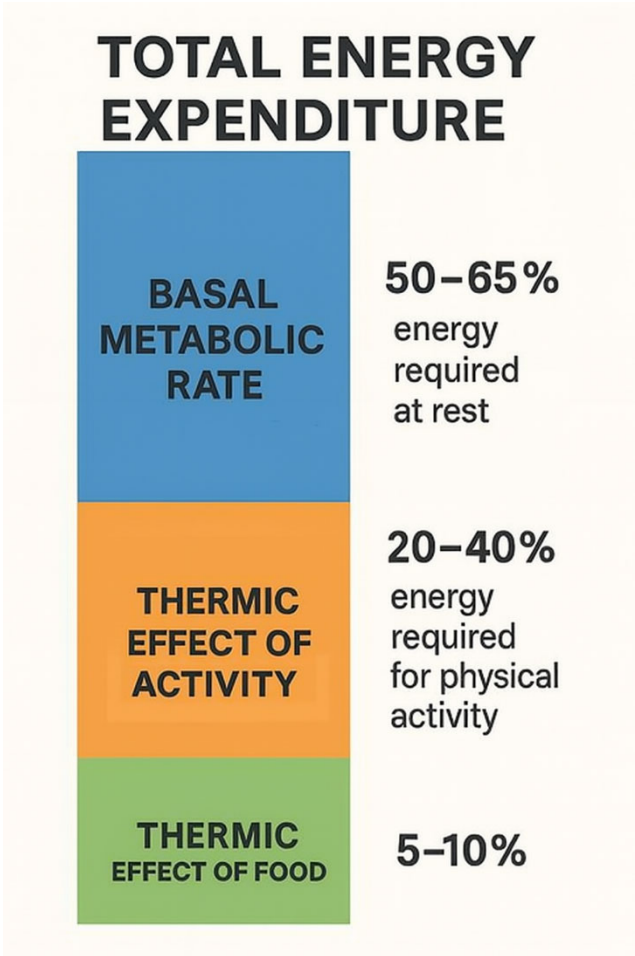 TOTAL ENERGY
EXPENDITURE
BASAL
METABOLIC
RATE
50–65%
energy
required
at rest
THERMIC
EFFECT OF
ACTIVITY
20–40%
energy
required
for physical
activity
THERMIC
EFFECT OF FOOD
5–10%